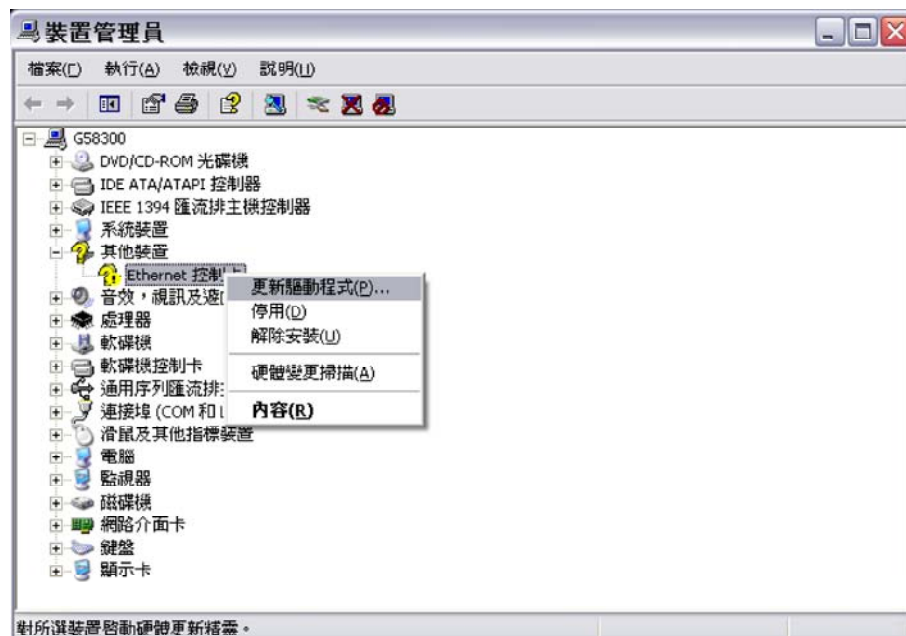 裝置管理員
檔案(F) 執行(A) 檢視(V) 說明(H)
G58300
DVD/CD-ROM 光碟機
IDE ATA/ATAPI 控制器
IEEE 1394 匯流排主機控制器
系統裝置
其他裝置
Ethernet 控制
音效，視訊及遊
處理器
軟碟機
軟碟機控制卡
通用序列匯流排
連接埠 (COM 和 L
滑鼠及其他指標裝置
電腦
監視器
磁碟機
網路介面卡
鍵盤
顯示卡
更新驅動程式(P)...
停用(D)
解除安裝(U)
硬體變更掃描(A)
內容(R)
對所選裝置啓動硬體更新精靈。